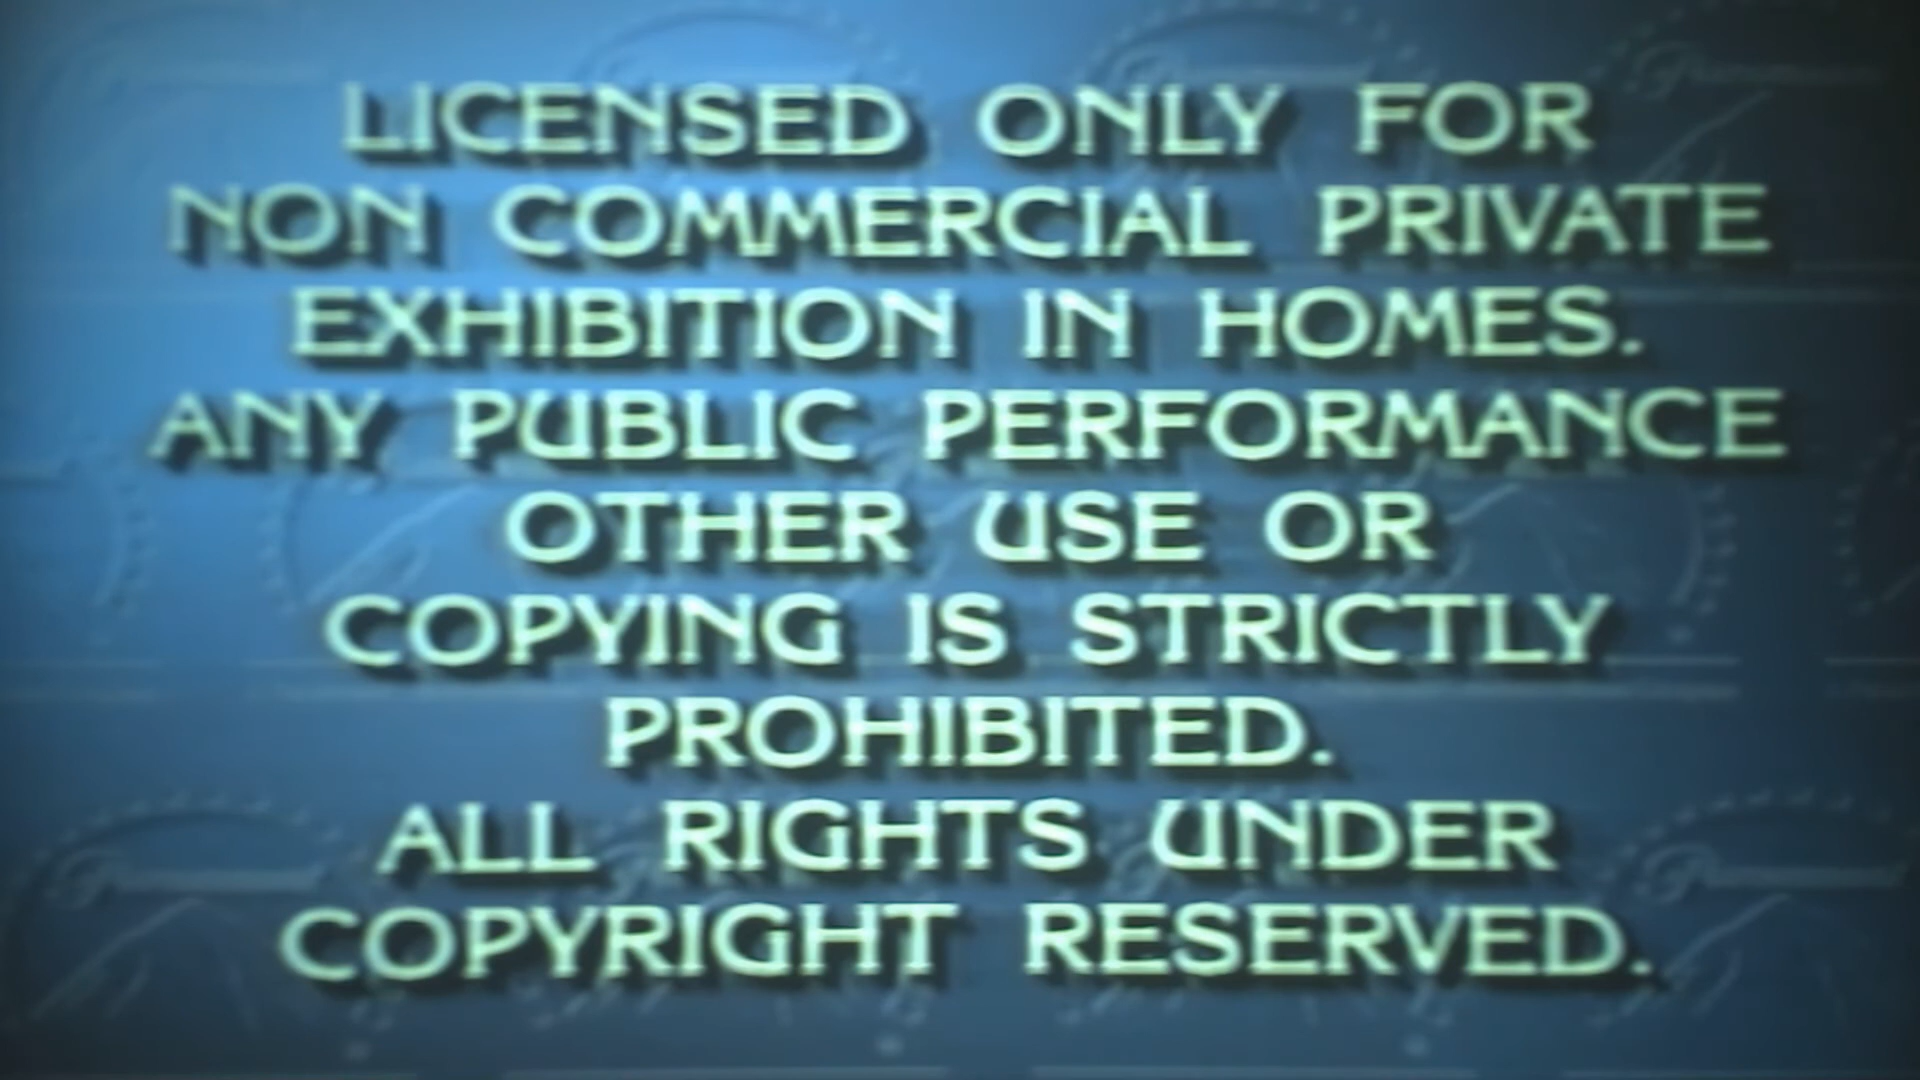 LICENSED ONLY FOR
NON COMMERCIAL PRIVATE
EXHIBITION IN HOMES.
ANY PUBLIC PERFORMANCE
OTHER USE OR
COPYING IS STRICTLY
PROHIBITED.
ALL RIGHTS UNDER
COPYRIGHT RESERVED.